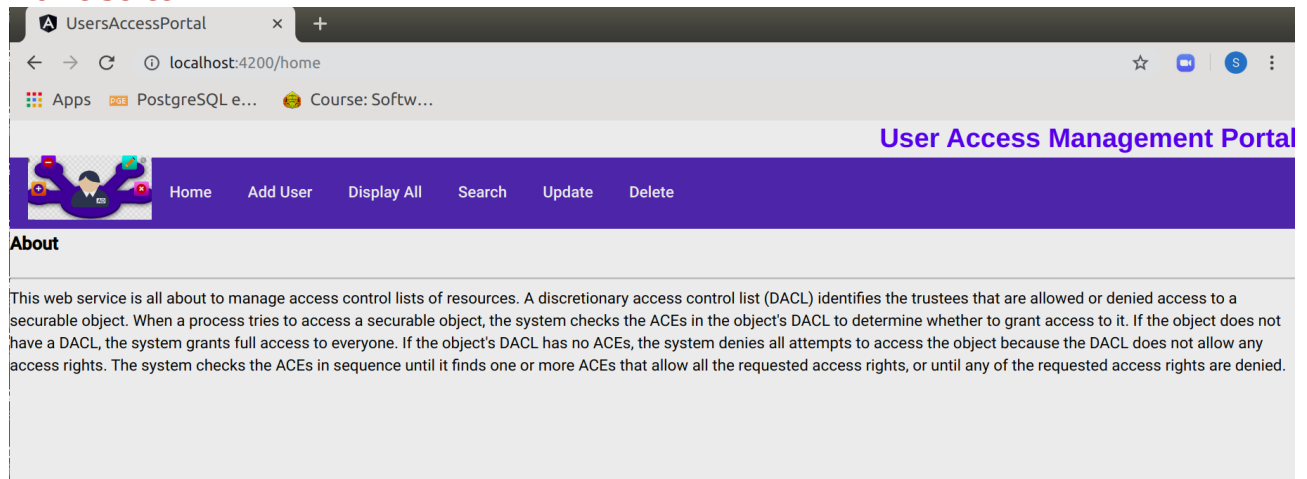 UsersAccessPortal
localhost:4200/home
S
Apps
PGE
PostgreSQL e...
Course: Softw...
User Access Management Portal
Home
Add User
Display All
Search
Update
Delete
About
This web service is all about to manage access control lists of resources. A discretionary access control list (DACL) identifies the trustees that are allowed or denied access to a
securable object. When a process tries to access a securable object, the system checks the ACEs in the object's DACL to determine whether to grant access to it. If the object does not
have a DACL, the system grants full access to everyone. If the object's DACL has no ACEs, the system denies all attempts to access the object because the DACL does not allow any
access rights. The system checks the ACEs in sequence until it finds one or more ACEs that allow all the requested access rights, or until any of the requested access rights are denied.